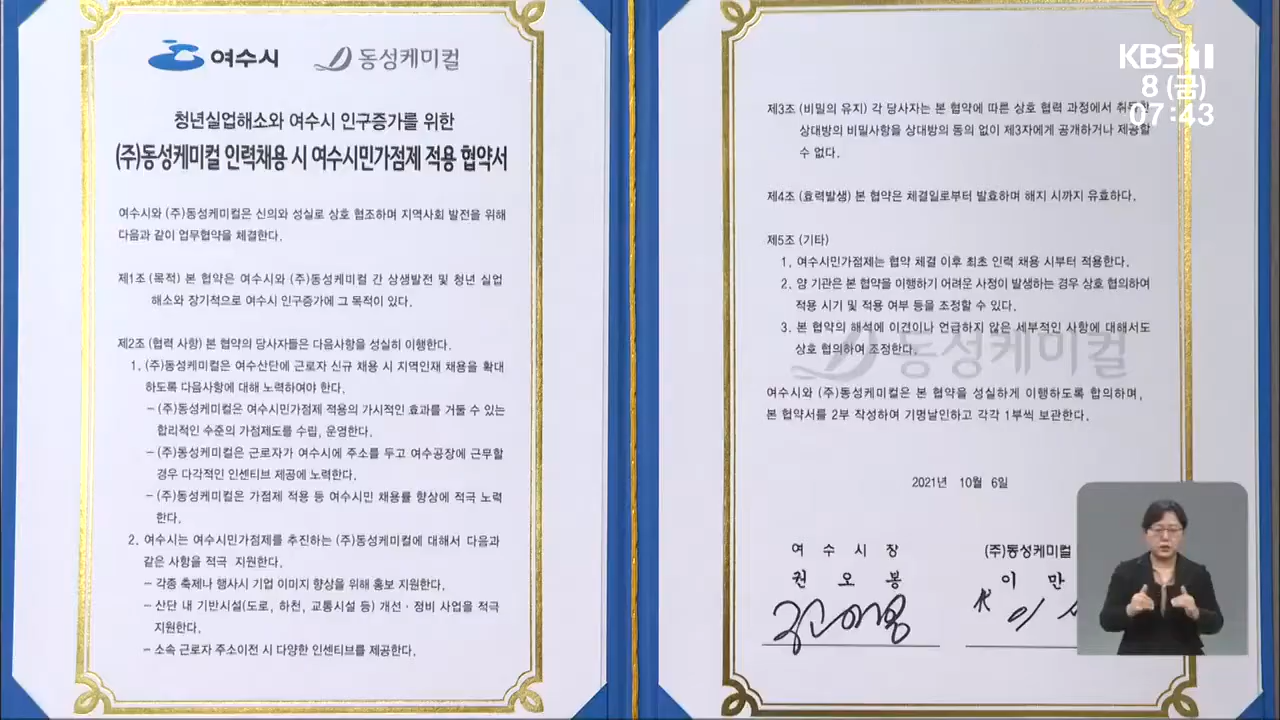 여수시 동성케미컬
청년실업해소와 여수시 인구증가를 위한
(주)동성케미컬 인력채용 시 여수시민가점제 적용 협약서
여수시와 (주)동성케미컬은 신의와 성실로 상호 협조하며 지역사회 발전을 위해
다음과 같이 업무협약을 체결한다.
제1조 (목적) 본 협약은 여수시와 (주)동성케미컬 간 상생발전 및 청년 실업
해소와 장기적으로 여수시 인구증가에 그 목적이 있다.
제2조 (협력 사항) 본 협약의 당사자들은 다음사항을 성실히 이행한다.
1. (주)동성케미컬은 여수산단에 근로자 신규 채용 시 지역인재 채용을 확대
하도록 다음사항에 대해 노력하여야 한다.
- (주)동성케미컬은 여수시민가점제 적용의 가시적인 효과를 거둘 수 있는
합리적인 수준의 가점제도를 수립, 운영한다.
- (주)동성케미컬은 근로자가 여수시에 주소를 두고 여수공장에 근무할
경우 다각적인 인센티브 제공에 노력한다.
- (주)동성케미컬은 가점제 적용 등 여수시민 채용률 향상에 적극 노력
한다.
2. 여수시는 여수시민가점제를 추진하는 (주)동성케미컬에 대해서 다음과
같은 사항을 적극 지원한다.
- 각종 축제나 행사시 기업 이미지 향상을 위해 홍보 지원한다.
- 산단 내 기반시설(도로, 하천, 교통시설 등) 개선·정비 사업을 적극
지원한다.
- 소속 근로자 주소이전 시 다양한 인센티브를 제공한다.
KBS 1
8 (금)
07:43
제3조 (비밀의 유지) 각 당사자는 본 협약에 따른 상호 협력 과정에서
상대방의 비밀사항을 상대방의 동의 없이 제3자에게 공개하거나 제공할
수 없다.
제4조 (효력발생) 본 협약은 체결일로부터 발효하며 해지 시까지 유효하다.
제5조 (기타)
1. 여수시민가점제는 협약 체결 이후 최초 인력 채용 시부터 적용한다.
2. 양 기관은 본 협약을 이행하기 어려운 사정이 발생하는 경우 상호 협의하여
적용 시기 및 적용 여부 등을 조정할 수 있다.
3. 본 협약의 해석에 이견이나 언급하지 않은 세부적인 사항에 대해서도
상호 협의하여 조정한다.
동성케미컬
여수시와 (주)동성케미컬은 본 협약을 성실하게 이행하도록 합의하며,
본 협약서를 2부 작성하여 기명날인하고 각각 1부씩 보관한다.
2021년 10월 6일
여 수 시 장 (주)동성케미컬
권 오 봉 이 만